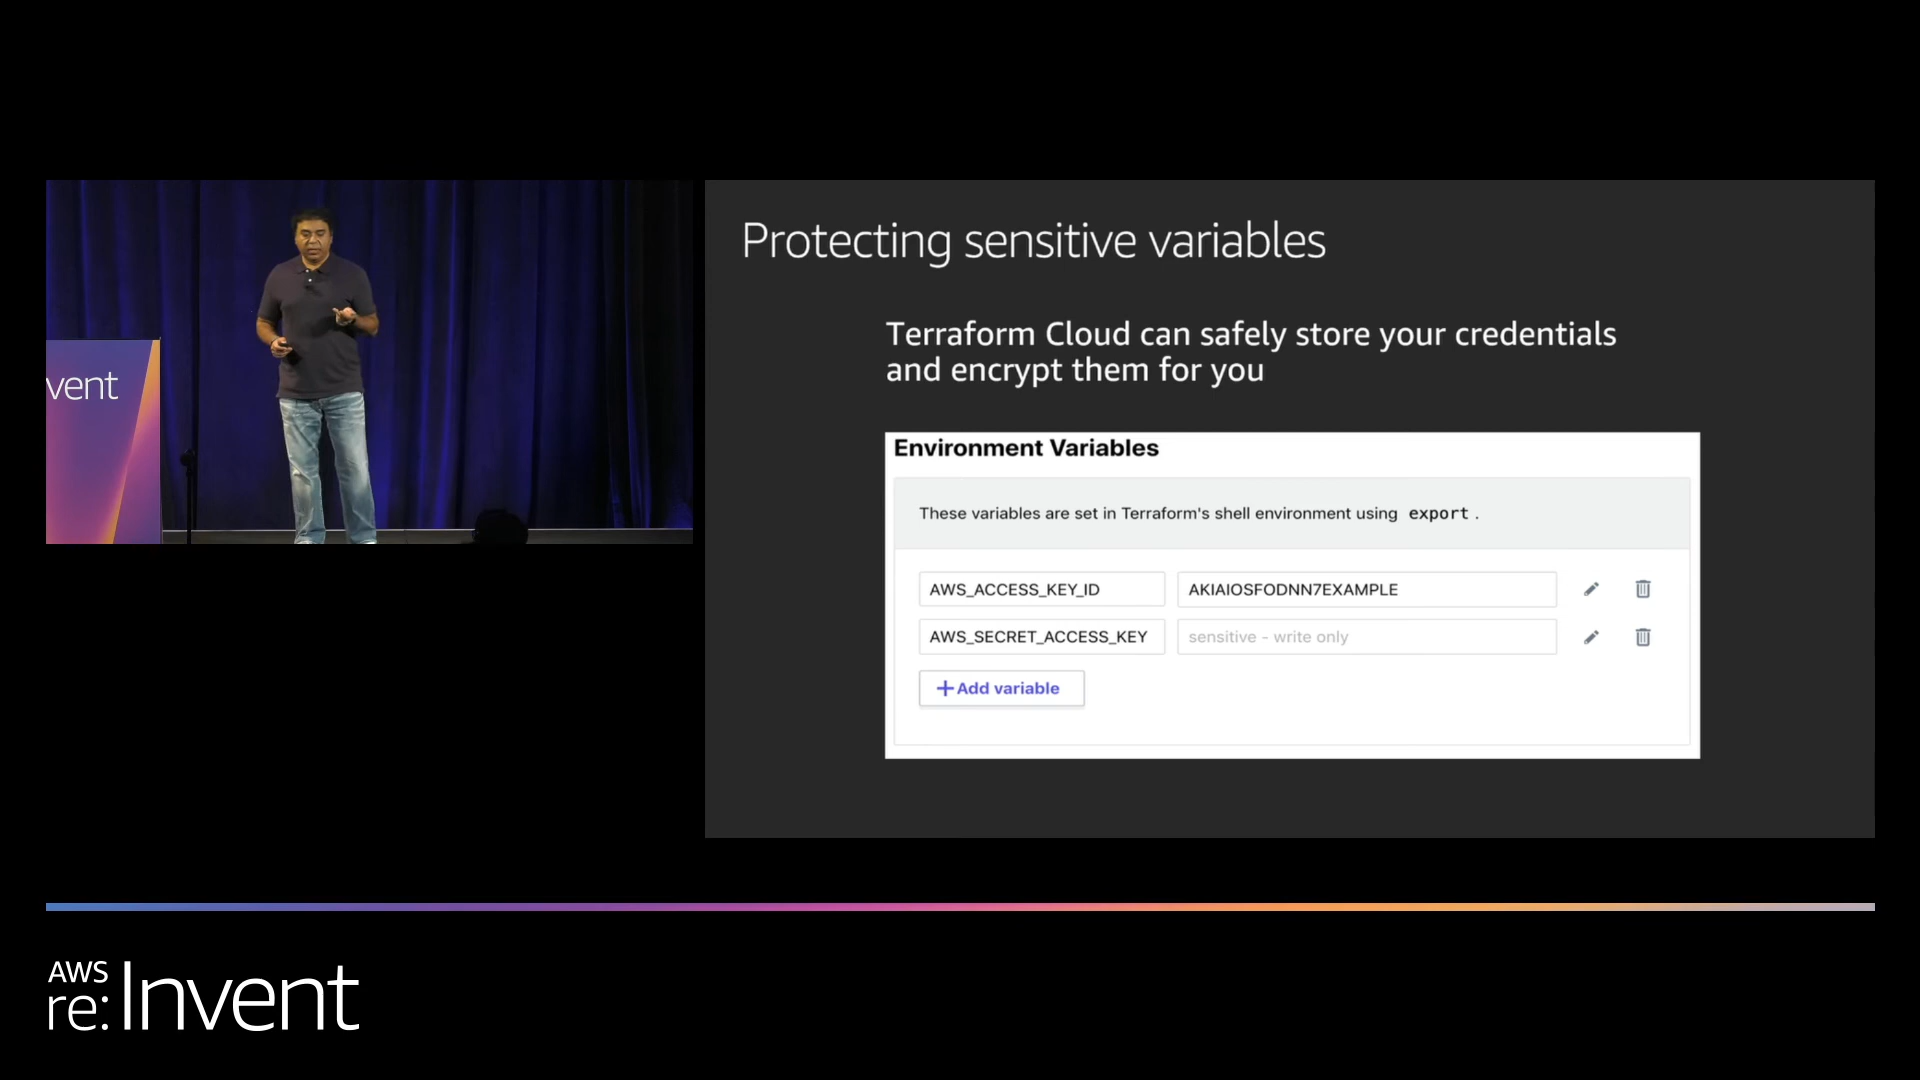 vent
Protecting sensitive variables
Terraform Cloud can safely store your credentials
and encrypt them for you
Environment Variables
These variables are set in Terraform's shell environment using export .
AWS_ACCESS_KEY_ID AKIAIOSFODNN7EXAMPLE
AWS_SECRET_ACCESS_KEY sensitive - write only
+Add variable
AWS
re:Invent